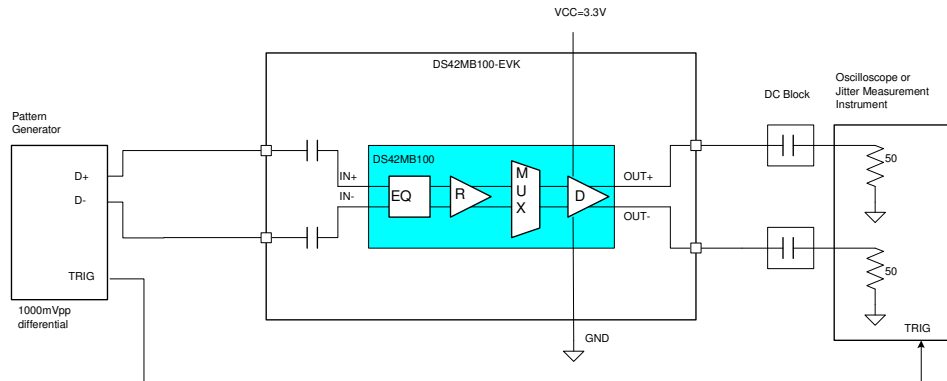 VCC=3.3V
DS42MB100-EVK
Oscilloscope or
Jitter Measurement
Instrument
DC Block
Pattern
Generator
DS42MB100
D+
D-
TRIG
IN+
IN-
EQ
R
MUX
D
OUT+
OUT-
50
50
TRIG
GND
1000mVpp
differential